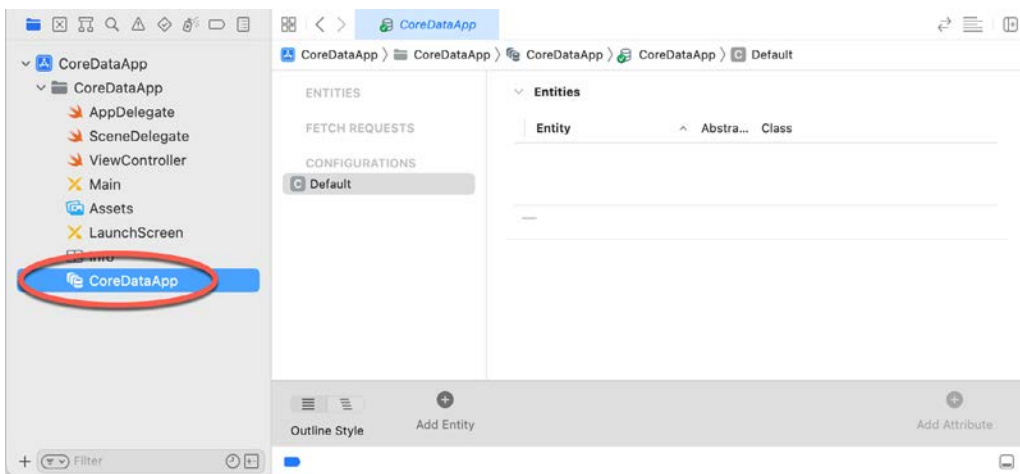 CoreDataApp
CoreDataApp
AppDelegate
SceneDelegate
ViewController
Main
Assets
LaunchScreen
Info
CoreDataApp
Filter
CoreDataApp
CoreDataApp 〉 CoreDataApp 〉 CoreDataApp 〉 CoreDataApp 〉 C Default
ENTITIES
FETCH REQUESTS
CONFIGURATIONS
C Default
Entities
Entity Abstra... Class
Outline Style
Add Entity
Add Attribute